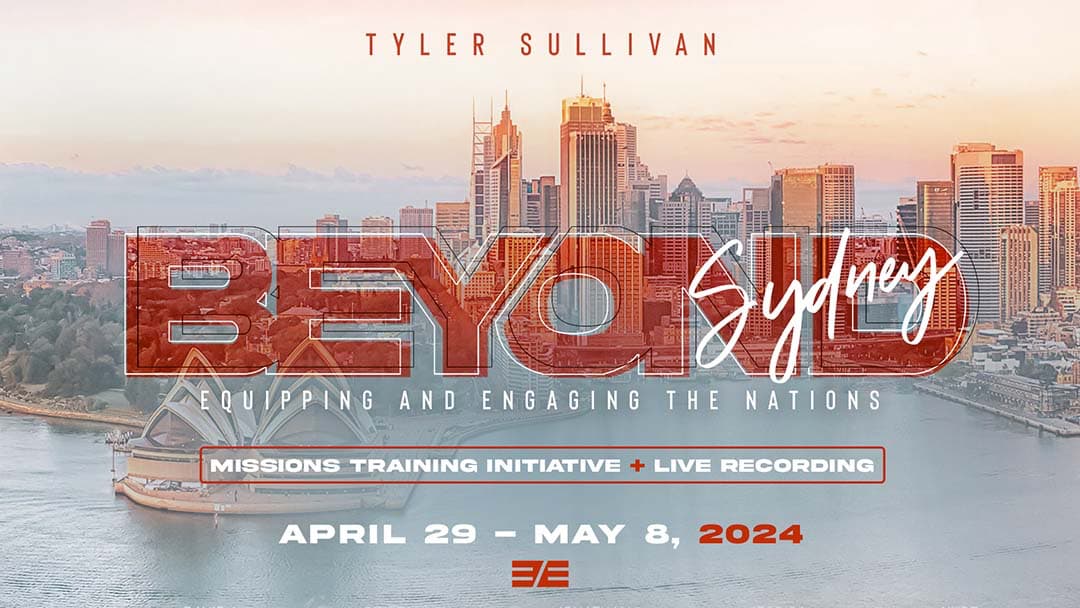 TYLER SULLIVAN
BEYOND
Sydney
EQUIPPING AND ENGAGING THE NATIONS
MISSIONS TRAINING INITIATIVE + LIVE RECORDING
APRIL 29 – MAY 8, 2024